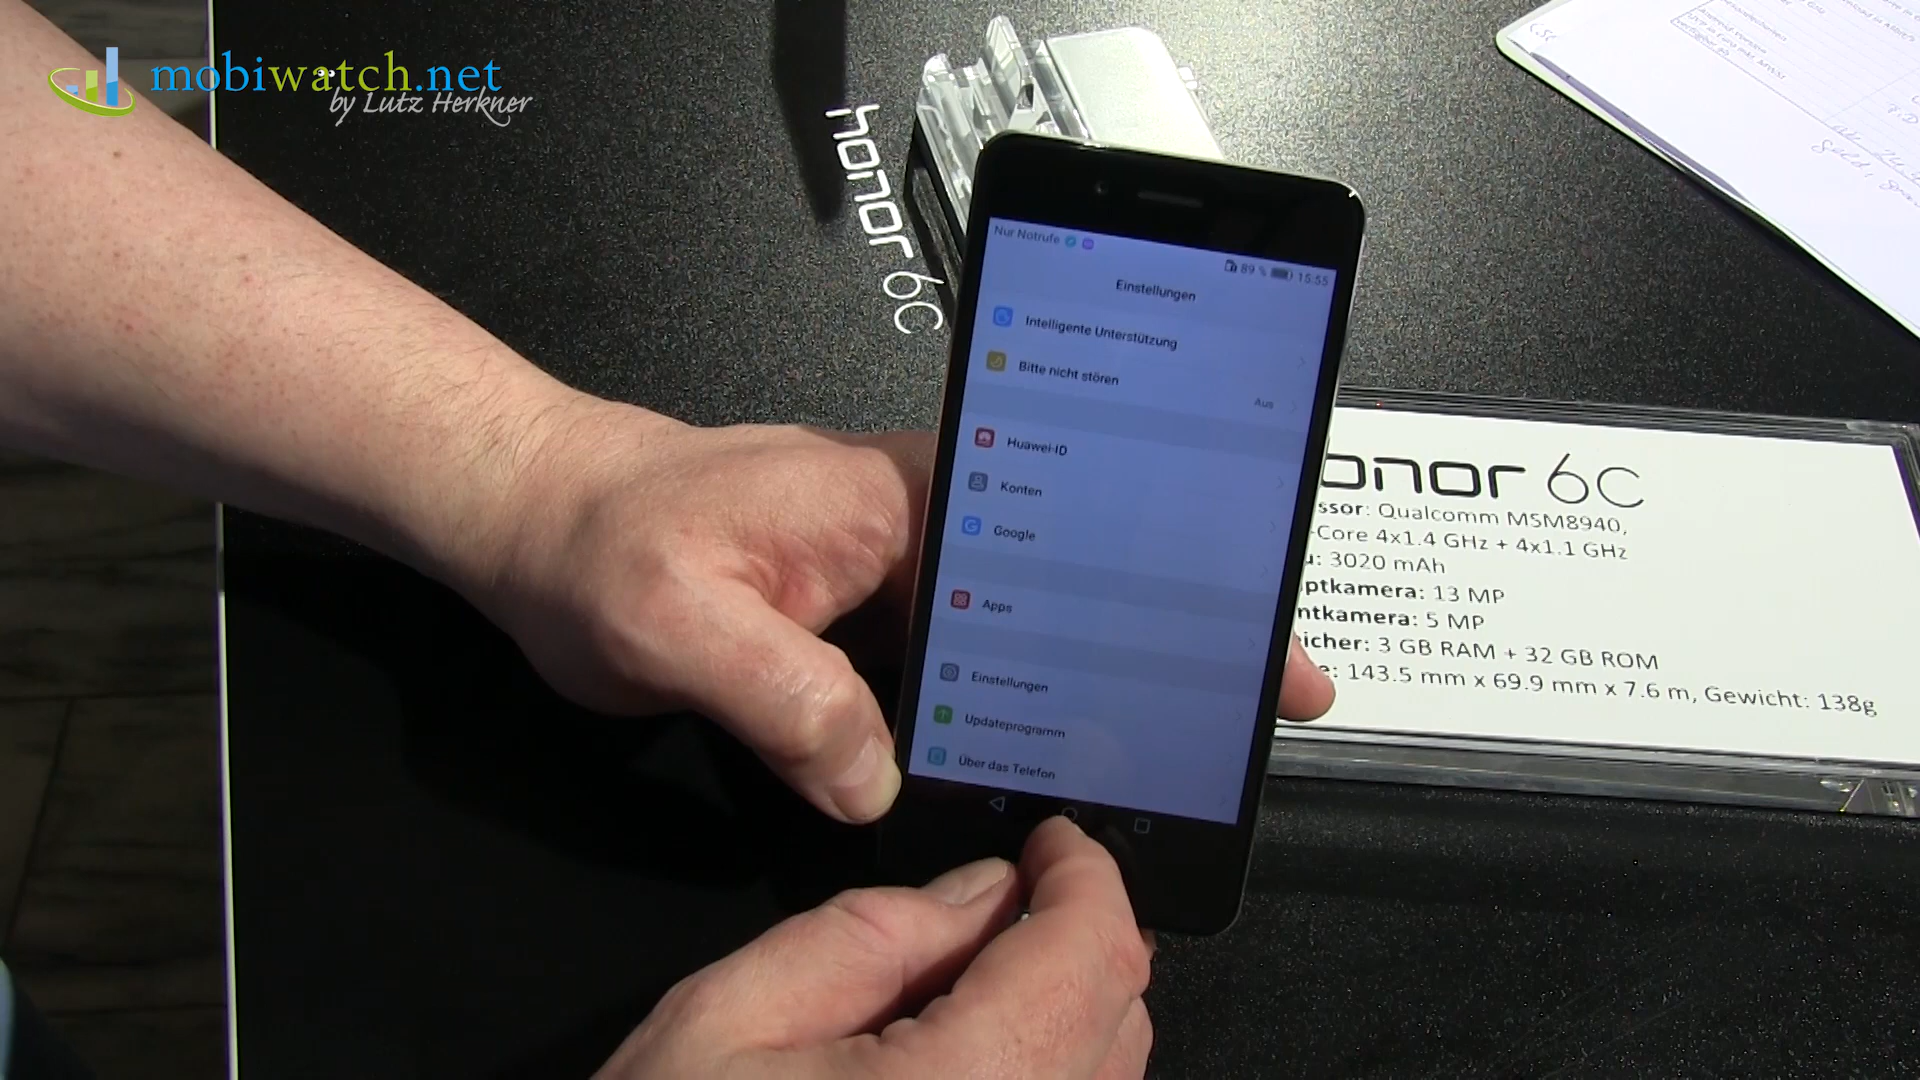 mobiwatch.net
by Lutz Herkner
honor 6C
Nur Notrufe
89 % 15:55
Einstellungen
Intelligente Unterstützung
Bitte nicht stören
Aus
Huawei-ID
Konten
Google
Apps
Einstellungen
Updateprogramm
Über das Telefon
onor 6C
ssor: Qualcomm MSM8940,
-Core 4x1.4 GHz + 4x1.1 GHz
u: 3020 mAh
ptkamera: 13 MP
ntkamera: 5 MP
icher: 3 GB RAM + 32 GB ROM
e: 143.5 mm x 69.9 mm x 7.6 m, Gewicht: 138g